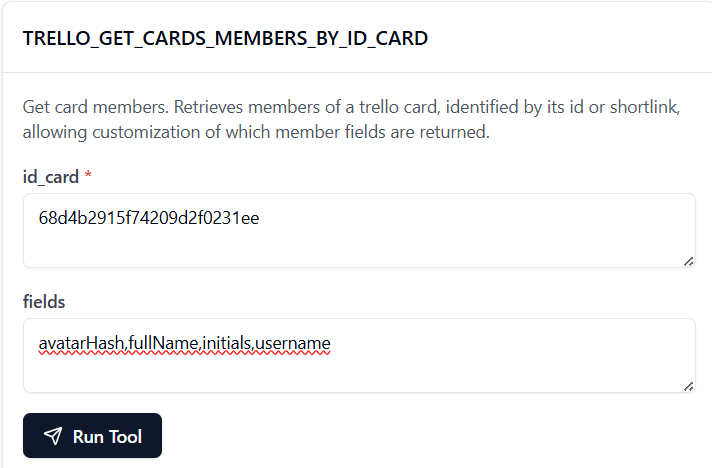 TRELLO_GET_CARDS_MEMBERS_BY_ID_CARD
Get card members. Retrieves members of a trello card, identified by its id or shortlink,
allowing customization of which member fields are returned.
id_card *
68d4b2915f74209d2f0231ee
fields
avatarHash,fullName,initials,username
Run Tool